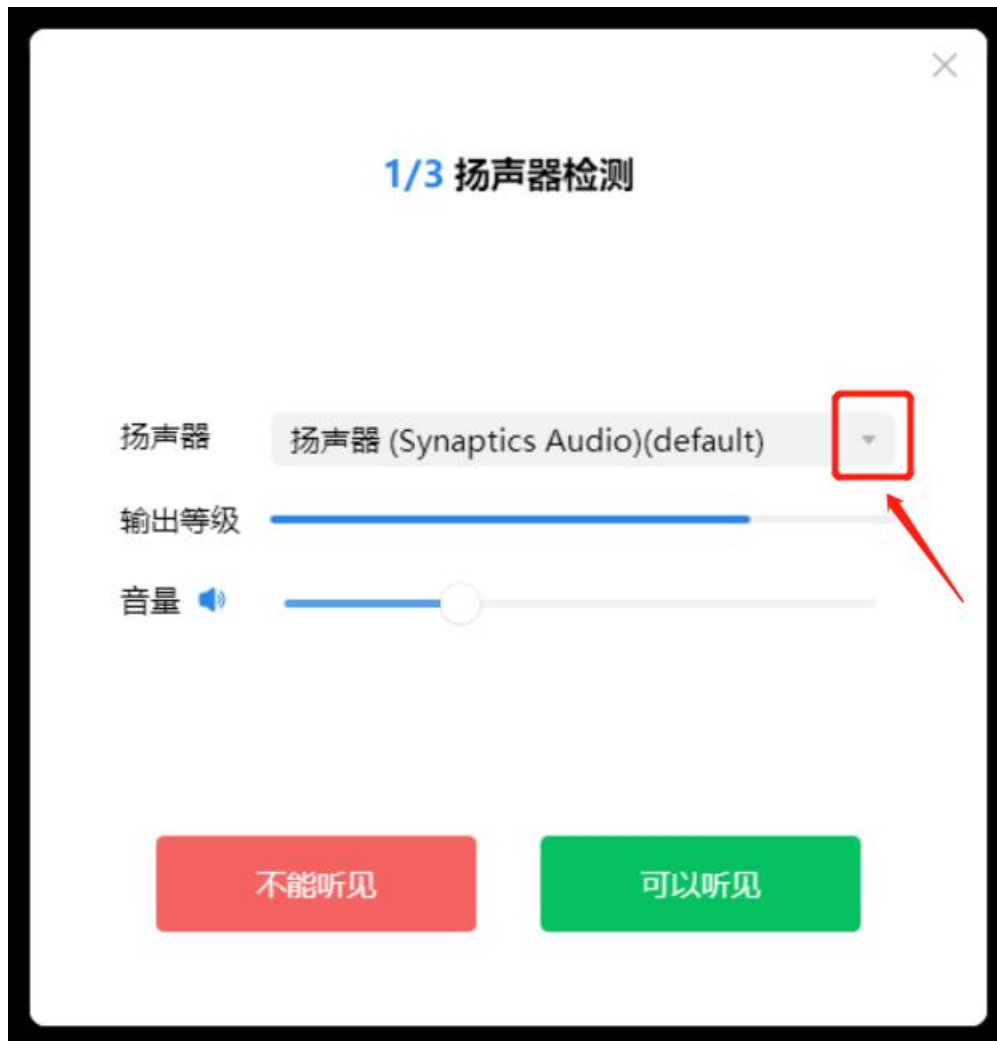 1/3 扬声器检测
扬声器 扬声器 (Synaptics Audio)(default)
输出等级
音量
不能听见 可以听见